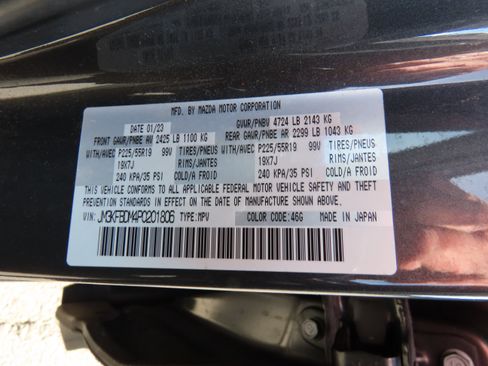 MFD. BY MAZDA MOTOR CORPORATION
DATE 01/23 GVWR/PNBV 4724 LB 2143 KG
FRONT GAWR/PNBE AV 2425 LB 1100 KG REAR GAWR/PNBE AR 2299 LB 1043 KG
WITH/AVEC P225/55R19 99V TIRES/PNEUS WITH/AVEC P225/55R19 99V TIRES/PNEUS
19X7J RIMS/JANTES 19X7J RIMS/JANTES
240 KPA/35 PSI COLD/A FROID 240 KPA/35 PSI COLD/A FROID
THIS VEHICLE CONFORMS TO ALL APPLICABLE FEDERAL MOTOR VEHICLE SAFETY AND THEFT
PREVENTION STANDARDS IN EFFECT ON THE DATE OF MANUFACTURE SHOWN ABOVE.
VIN: JM3KFBDM4P0201806 TYPE:MPV COLOR CODE:46G MADE IN JAPAN